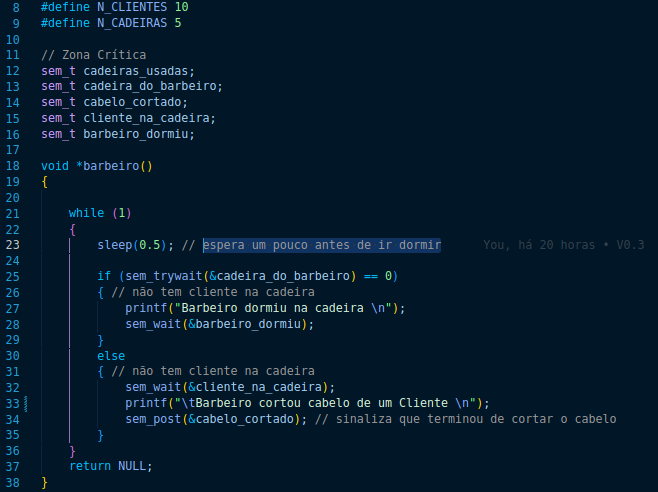 8 #define N_CLIENTES 10
9 #define N_CADEIRAS 5
10
11 // Zona Crítica
12 sem_t cadeiras_usadas;
13 sem_t cadeira_do_barbeiro;
14 sem_t cabelo_cortado;
15 sem_t cliente_na_cadeira;
16 sem_t barbeiro_dormiu;
17
18 void *barbeiro()
19 {
20
21 while (1)
22 {
23 sleep(0.5); // espera um pouco antes de ir dormir You, há 20 horas • V0.3
24
25 if (sem_trywait(&cadeira_do_barbeiro) == 0)
26 { // não tem cliente na cadeira
27 printf("Barbeiro dormiu na cadeira \n");
28 sem_wait(&barbeiro_dormiu);
29 }
30 else
31 { // não tem cliente na cadeira
32 sem_wait(&cliente_na_cadeira);
33 printf("\tBarbeiro cortou cabelo de um Cliente \n");
34 sem_post(&cabelo_cortado); // sinaliza que terminou de cortar o cabelo
35 }
36 }
37 return NULL;
38 }